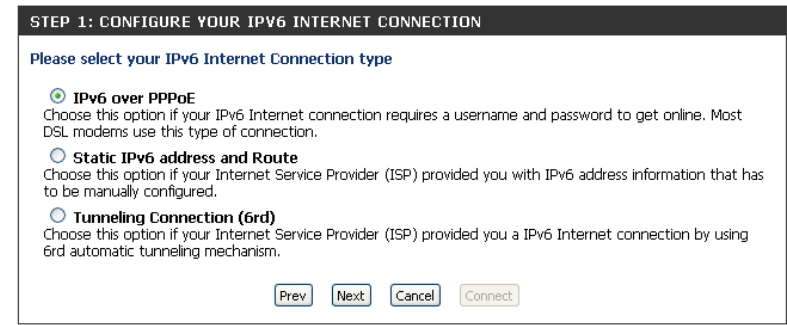 STEP 1: CONFIGURE YOUR IPV6 INTERNET CONNECTION
Please select your IPv6 Internet Connection type
IPv6 over PPPoE
Choose this option if your IPv6 Internet connection requires a username and password to get online. Most
DSL modems use this type of connection.
Static IPv6 address and Route
Choose this option if your Internet Service Provider (ISP) provided you with IPv6 address information that has
to be manually configured.
Tunneling Connection (6rd)
Choose this option if your Internet Service Provider (ISP) provided you a IPv6 Internet connection by using
6rd automatic tunneling mechanism.
Prev Next Cancel Connect